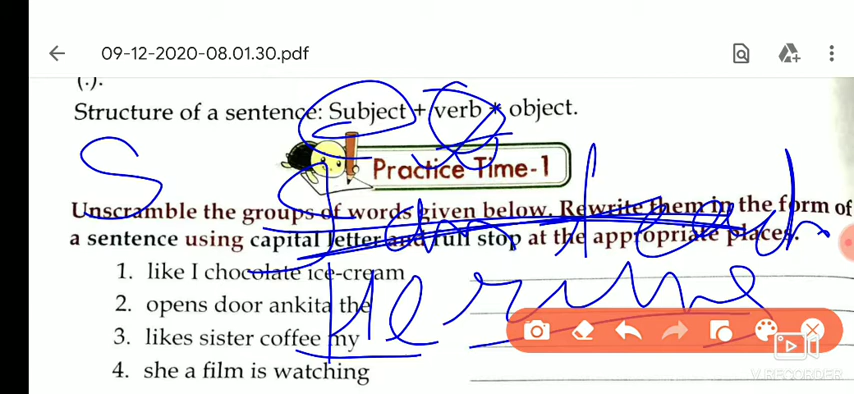 09-12-2020-08.01.30.pdf
(.).
Structure of a sentence: Subject + verb + object.
Practice Time-1
Unscramble the groups of words given below. Rewrite them in the form of
a sentence using capital letter and full stop at the appropriate places.
1. like I chocolate ice-cream
2. opens door ankita the
3. likes sister coffee my
4. she a film is watching
V.RECORDER